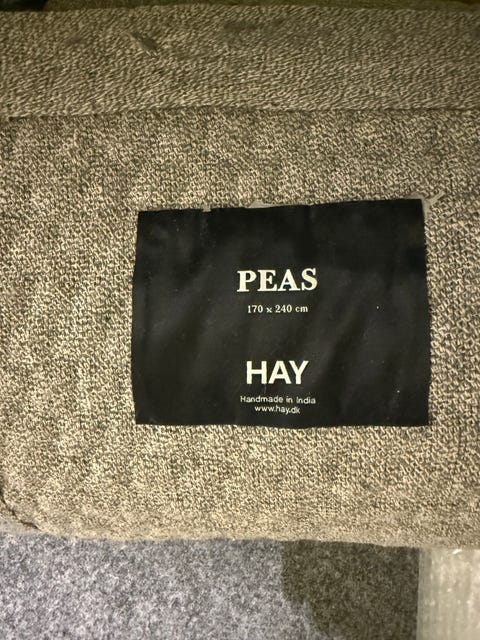 PEAS
170 x 240 cm
HAY
Handmade in India
www.hay.dk